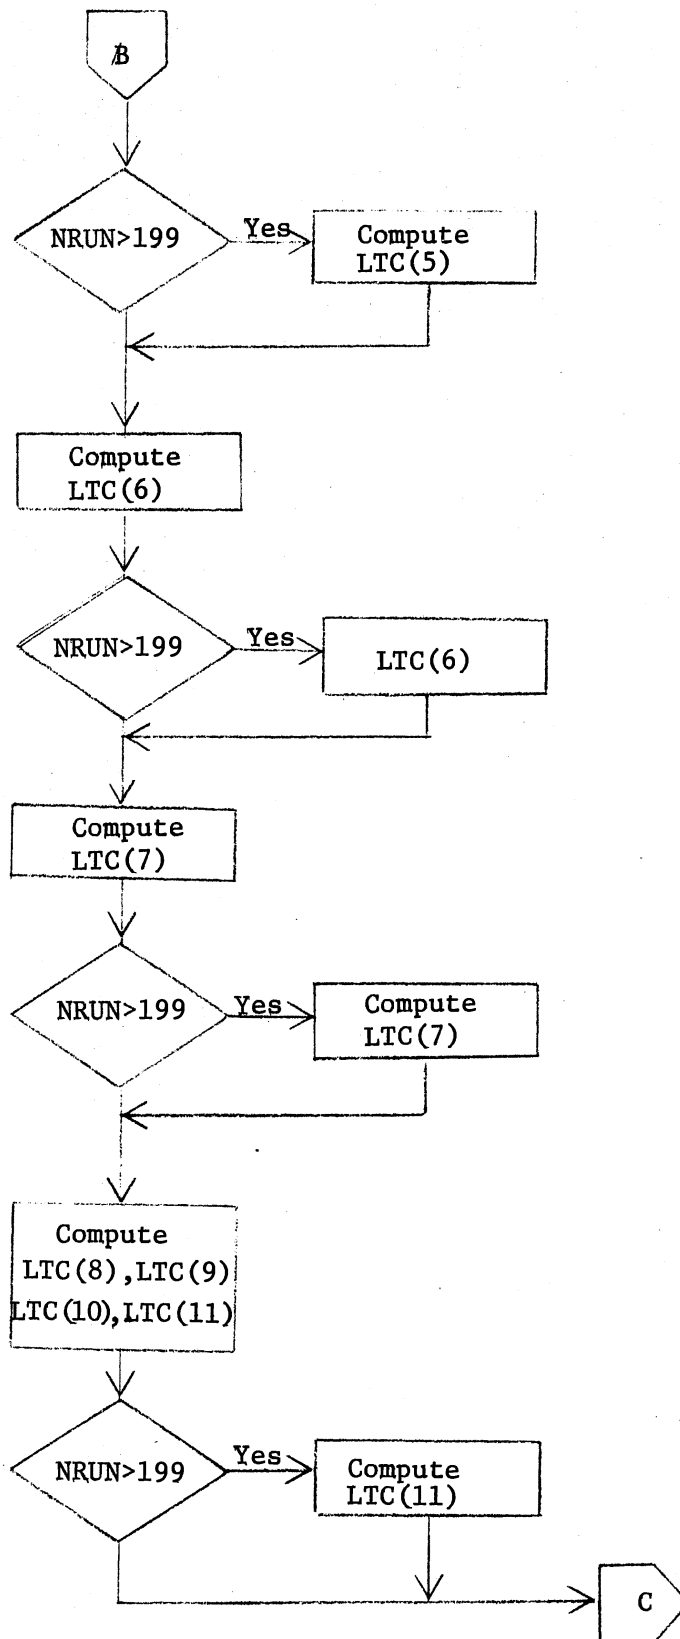 B
NRUN>199
Yes
Compute
LTC(5)
Compute
LTC(6)
NRUN>199
Yes
LTC(6)
Compute
LTC(7)
NRUN>199
Yes
Compute
LTC(7)
Compute
LTC(8),LTC(9)
LTC(10),LTC(11)
NRUN>199
Yes
Compute
LTC(11)
C